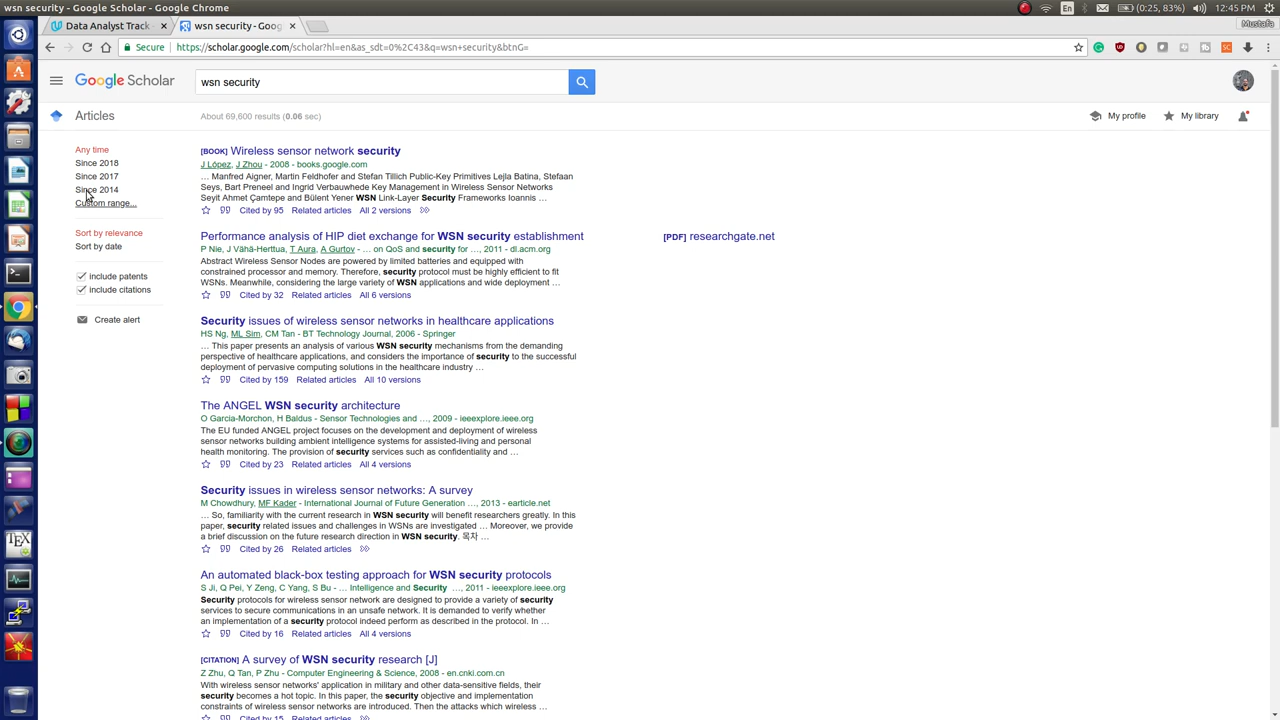 wsn security - Google Scholar - Google Chrome
En
(0:25, 83%)
12:45 PM
Data Analyst Track
wsn security - Goog
Mustafa
Secure
https://scholar.google.com/scholar?hl=en&as_sdt=0%2C43&q=wsn+security&btnG=
Google Scholar
wsn security
Articles
About 69,600 results (0.06 sec)
My profile
My library
Any time
Since 2018
Since 2017
Since 2014
Custom range...
Sort by relevance
Sort by date
include patents
include citations
Create alert
[BOOK] Wireless sensor network security
J López, J Zhou - 2008 - books.google.com
… Manfred Aigner, Martin Feldhofer and Stefan Tillich Public-Key Primitives Lejla Batina, Stefaan
Seys, Bart Preneel and Ingrid Verbauwhede Key Management in Wireless Sensor Networks
Seyit Ahmet Çamtepe and Bülent Yener WSN Link-Layer Security Frameworks Ioannis …
Cited by 95 Related articles All 2 versions
Performance analysis of HIP diet exchange for WSN security establishment
[PDF] researchgate.net
P Nie, J Vähä-Herttua, T Aura, A Gurtov - … on QoS and security for …, 2011 - dl.acm.org
Abstract Wireless Sensor Nodes are powered by limited batteries and equipped with
constrained processor and memory. Therefore, security protocol must be highly efficient to fit
WSNs. Meanwhile, considering the large variety of WSN applications and wide deployment …
Cited by 32 Related articles All 6 versions
Security issues of wireless sensor networks in healthcare applications
HS Ng, ML Sim, CM Tan - BT Technology Journal, 2006 - Springer
… This paper presents an analysis of various WSN security mechanisms from the demanding
perspective of healthcare applications, and considers the importance of security to the successful
deployment of pervasive computing solutions in the healthcare industry …
Cited by 159 Related articles All 10 versions
The ANGEL WSN security architecture
O Garcia-Morchon, H Baldus - Sensor Technologies and …, 2009 - ieeexplore.ieee.org
The EU funded ANGEL project focuses on the development and deployment of wireless
sensor networks building ambient intelligence systems for assisted-living and personal
health monitoring. The provision of security services such as confidentiality and …
Cited by 23 Related articles All 4 versions
Security issues in wireless sensor networks: A survey
M Chowdhury, MF Kader - International Journal of Future Generation …, 2013 - earticle.net
… So, familiarity with the current research in WSN security will benefit researchers greatly. In this
paper, security related issues and challenges in WSNs are investigated … Moreover, we provide
a brief discussion on the future research direction in WSN security. 목차 …
Cited by 26 Related articles
An automated black-box testing approach for WSN security protocols
S Ji, Q Pei, Y Zeng, C Yang, S Bu - … Intelligence and Security …, 2011 - ieeexplore.ieee.org
Security protocols for wireless sensor network are designed to provide a variety of security
services to secure communications in an unsafe network. It is demanded to verify whether
an implementation of a security protocol indeed perform as described in the protocol. In …
Cited by 16 Related articles All 4 versions
[CITATION] A survey of WSN security research [J]
Z Zhu, Q Tan, P Zhu - Computer Engineering & Science, 2008 - en.cnki.com.cn
With wireless sensor networks' application in military and other data-sensitive fields, their
security becomes a hot topic. In this paper, the security objective and implementation
constraints of wireless sensor networks are introduced. Then the attacks which wireless …
Cited by 15 Related articles
TEX